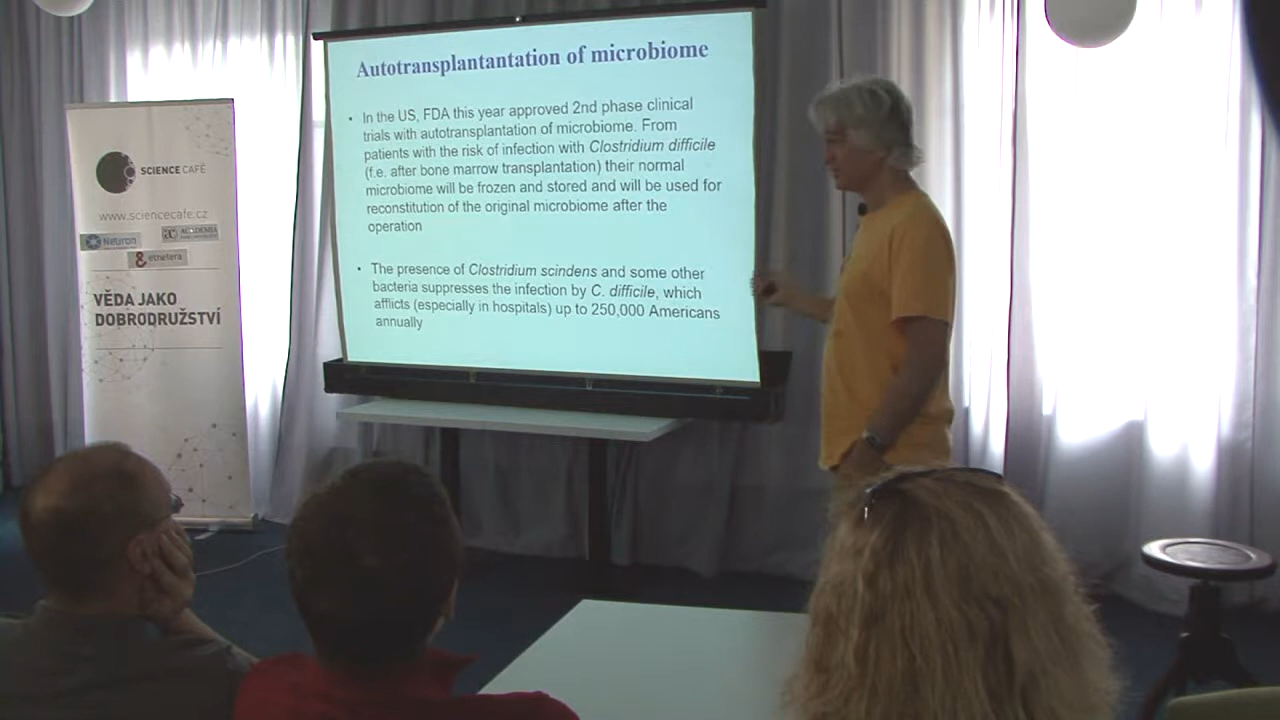 SCIENCE CAFÉ
www.sciencecafe.cz
Neuron
ACADEMIA
etnetera
VĚDA JAKO
DOBRODRUŽSTVÍ
Autotransplantantation of microbiome
• In the US, FDA this year approved 2nd phase clinical
trials with autotransplantation of microbiome. From
patients with the risk of infection with Clostridium difficile
(f.e. after bone marrow transplantation) their normal
microbiome will be frozen and stored and will be used for
reconstitution of the original microbiome after the
operation
• The presence of Clostridium scindens and some other
bacteria suppresses the infection by C. difficile, which
afflicts (especially in hospitals) up to 250,000 Americans
annually